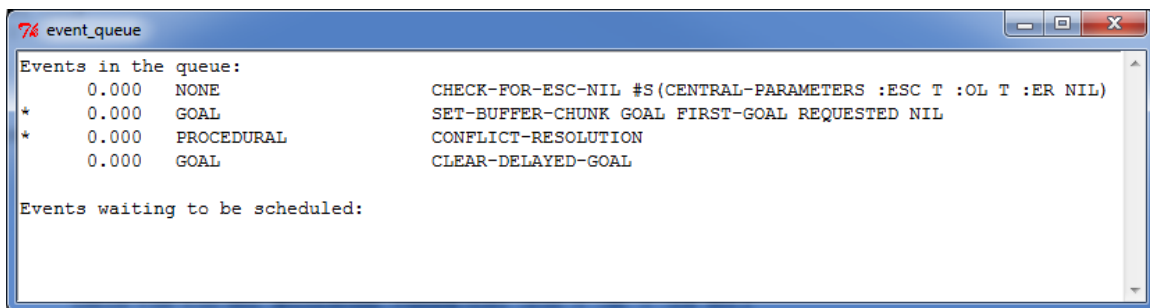 event_queue
Events in the queue:
0.000 NONE CHECK-FOR-ESC-NIL #S(CENTRAL-PARAMETERS :ESC T :OL T :ER NIL)
* 0.000 GOAL SET-BUFFER-CHUNK GOAL FIRST-GOAL REQUESTED NIL
* 0.000 PROCEDURAL CONFLICT-RESOLUTION
0.000 GOAL CLEAR-DELAYED-GOAL
Events waiting to be scheduled: